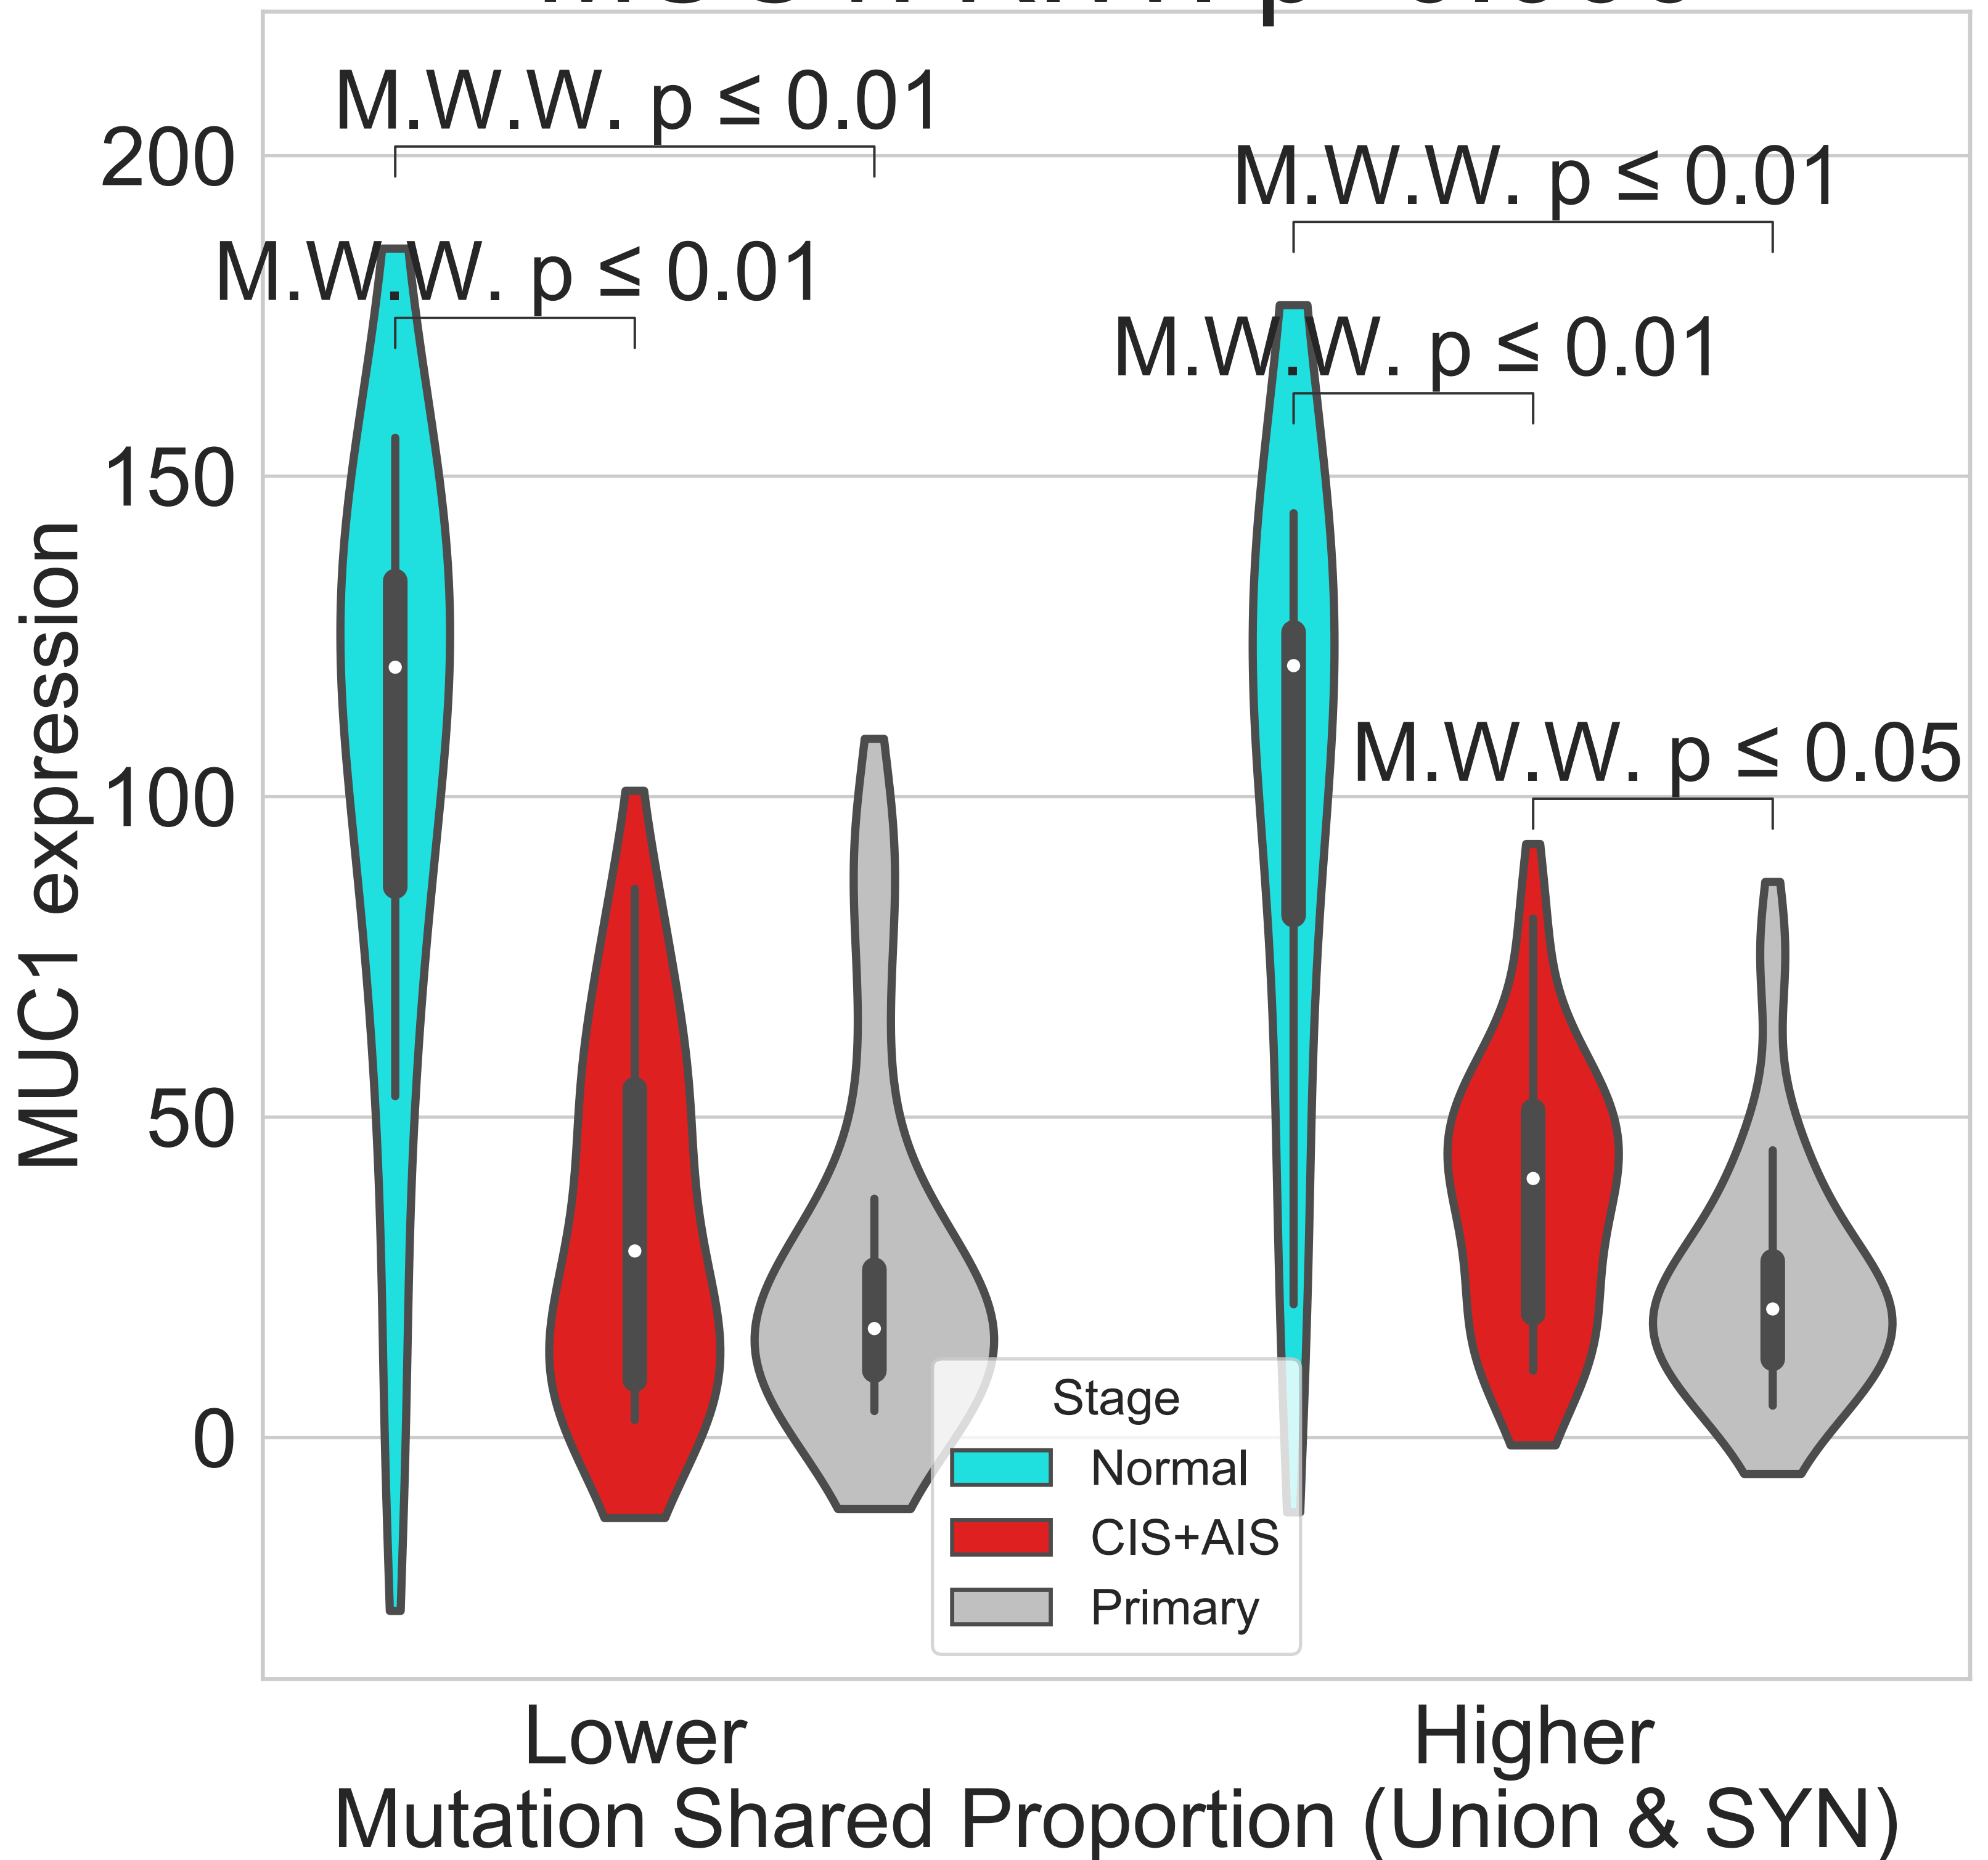 M.W.W. p ≤ 0.01
200
M.W.W. p ≤ 0.01
M.W.W. p ≤ 0.01
M.W.W. p ≤ 0.01
150
M.W.W. p ≤ 0.05
100
50
0
MUC1 expression
Stage
Normal
CIS+AIS
Primary
Lower
Higher
Mutation Shared Proportion (Union & SYN)